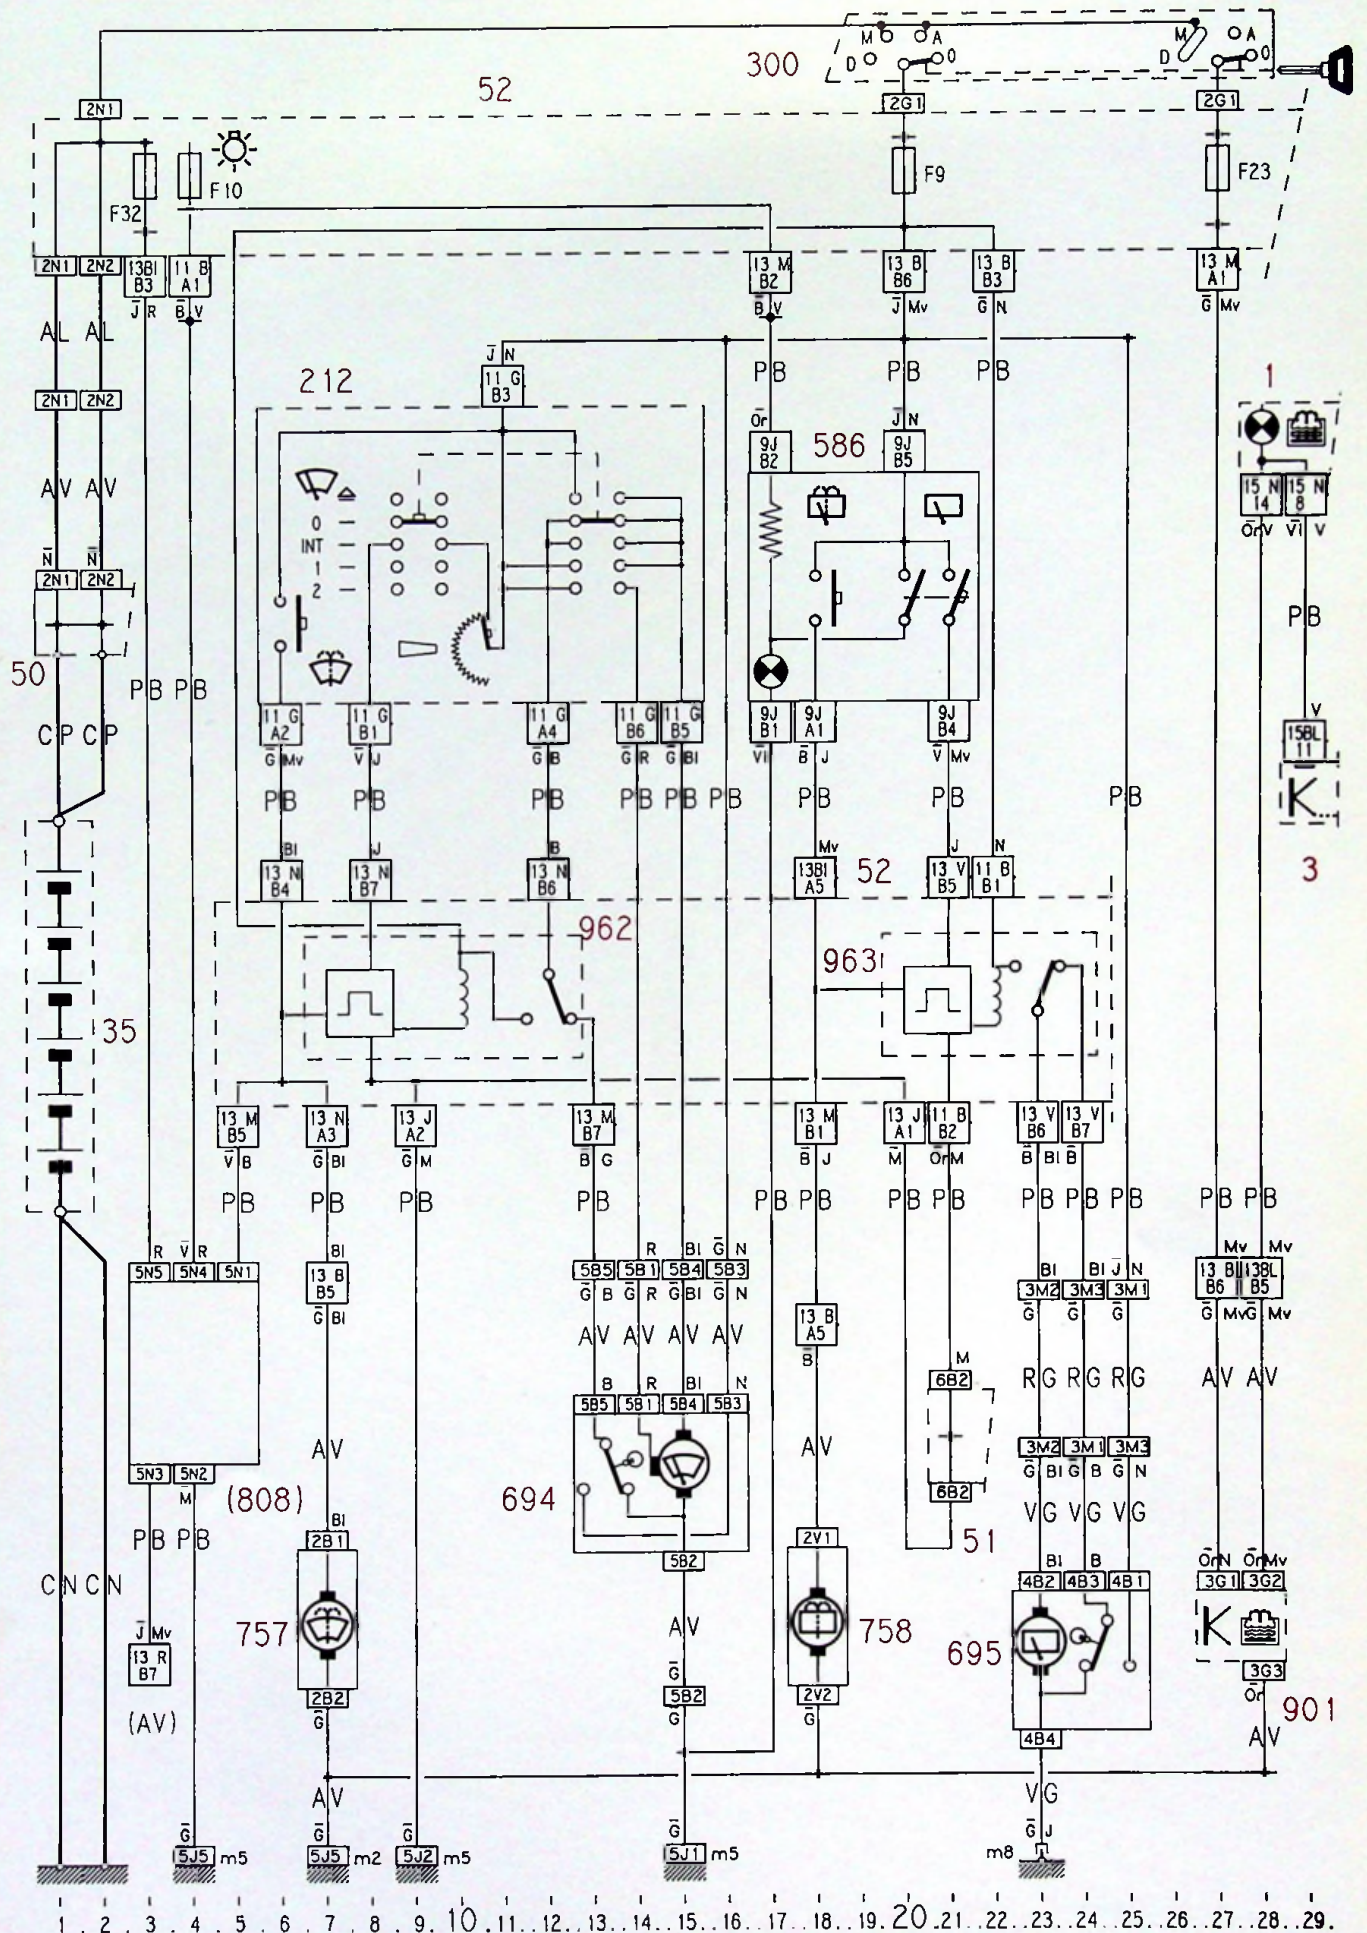 M A M A
D 0 D 0
300
52
2N1 2G1 2G1
F32 F10 F9 F23
2N1 2N2 13Bl B3 11 B A1 13 M B2 13 B B6 13 B B3 13 M A1
J R B V B V J Mv G N G Mv
AL AL
J N
11 G B3
PB PB PB
212
1
2N1 2N2
Or J N
9J B2 586 9J B5
AV AV
15 N 14 15 N 8
Or V Vi V
0
INT
1
2
N N
2N1 2N2
PB
50
PB PB
V
11 G A2 11 G B1 11 G A4 11 G B6 11 G B5 9J B1 9J A1 9J B4 15BL 11
CP CP
G Mv V J G B G R G Bl Vi B J V Mv
PB PB PB PB PB PB PB PB PB
K...
Bl J B Mv J N
13 N B4 13 N B7 13 N B6 13Bl A5 52 13 V B5 11 B B1
3
962
963
35
13 M B5 13 N A3 13 J A2 13 M B7 13 M B1 13 J A1 11 B B2 13 V B6 13 V B7
V B G Bl G M B G B J M Or M B Bl B
PB PB PB PB PB PB PB PB PB PB PB PB PB
R V R Bl R Bl G N Bl Bl J N Mv Mv
5N5 5N4 5N1 13 B B5 5B5 5B1 5B4 5B3 3M2 3M3 3M1 13 B B6 13BL B5
G Bl G B G R G Bl G N G G G G Mv G Mv
AV AV AV AV 13 B A5
B M
6B2
RG RG RG AV AV
B R Bl N
5B5 5B1 5B4 5B3
AV AV
3M2 3M1 3M3
5N3 5N2 G Bl G B G N
M
(808) 694 6B2
VG VG VG
Bl
PB PB 2B1 2V1 51
5B2
Or N Or Mv
Bl B
CN CN 4B2 4B3 4B1 3G1 3G2
757 AV 758 695 K
J Mv
13 R B7
G
2B2 5B2 2V2 3G3
G G G Or
(AV) 901
4B4
AV
AV VG
G G G G G J
5J5 m5 5J5 m2 5J2 m5 5J1 m5 m8
1 . . 2 . . 3 . . 4 . . 5 . . 6 . . 7 . . 8 . . 9 . . 10 . . 11 . . 12 . . 13 . . 14 . . 15 . . 16 . . 17 . . 18 . . 19 . . 20 . . 21 . . 22 . . 23 . . 24 . . 25 . . 26 . . 27 . . 28 . . 29 .